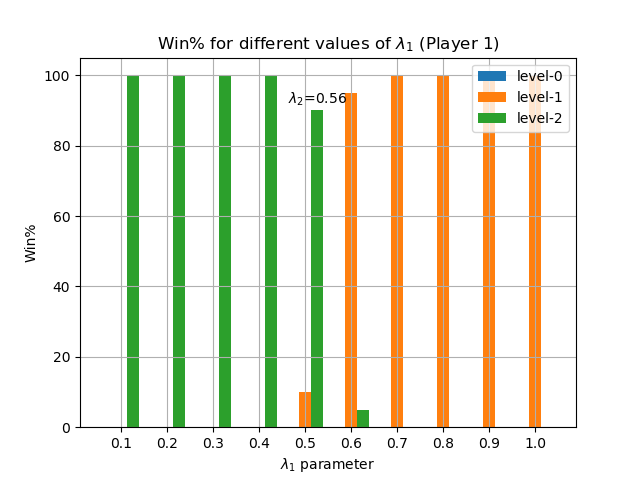 Win% for different values of λ₁ (Player 1)
level-0
level-1
level-2
λ₂=0.56
Win%
100
80
60
40
20
0
0.1 0.2 0.3 0.4 0.5 0.6 0.7 0.8 0.9 1.0
λ₁ parameter